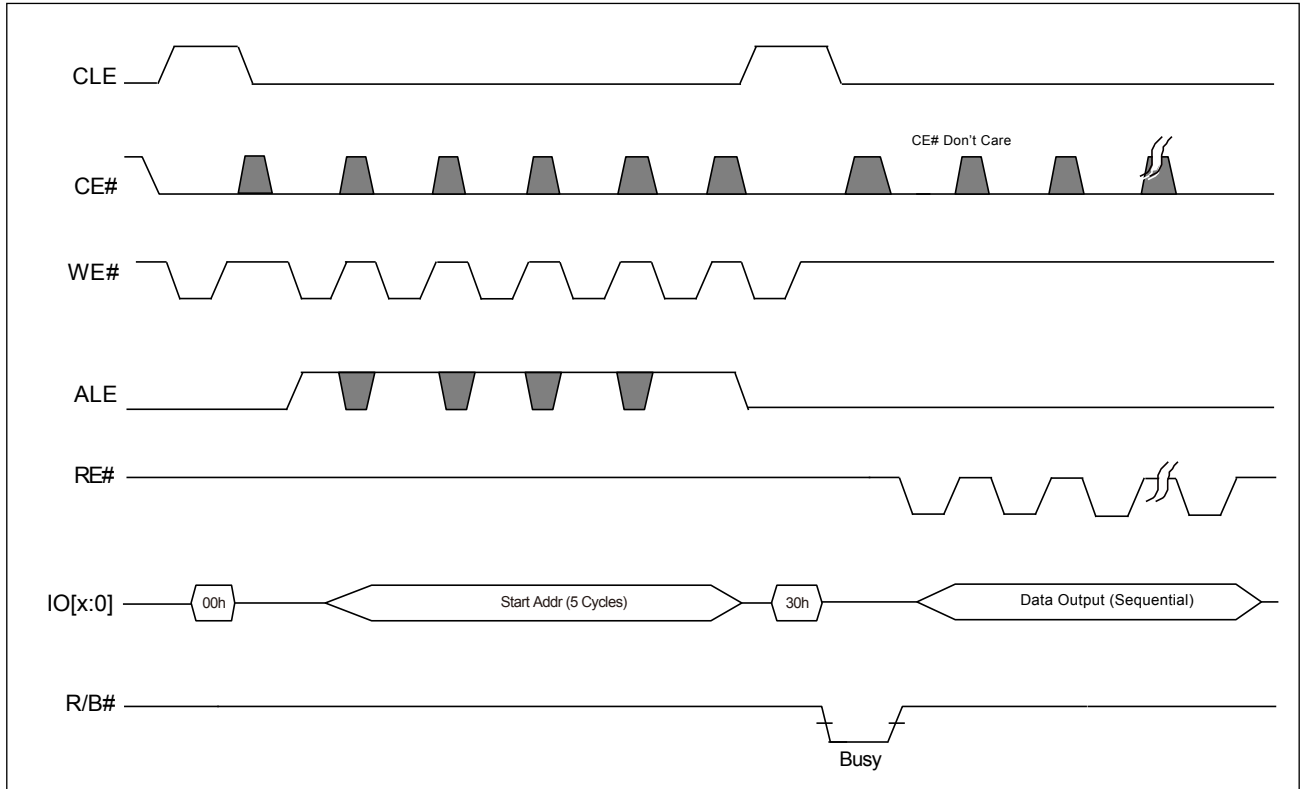 CLE
CE# Don't Care
CE#
WE#
ALE
RE#
IO[x:0]
00h
Start Addr (5 Cycles)
30h
Data Output (Sequential)
R/B#
Busy